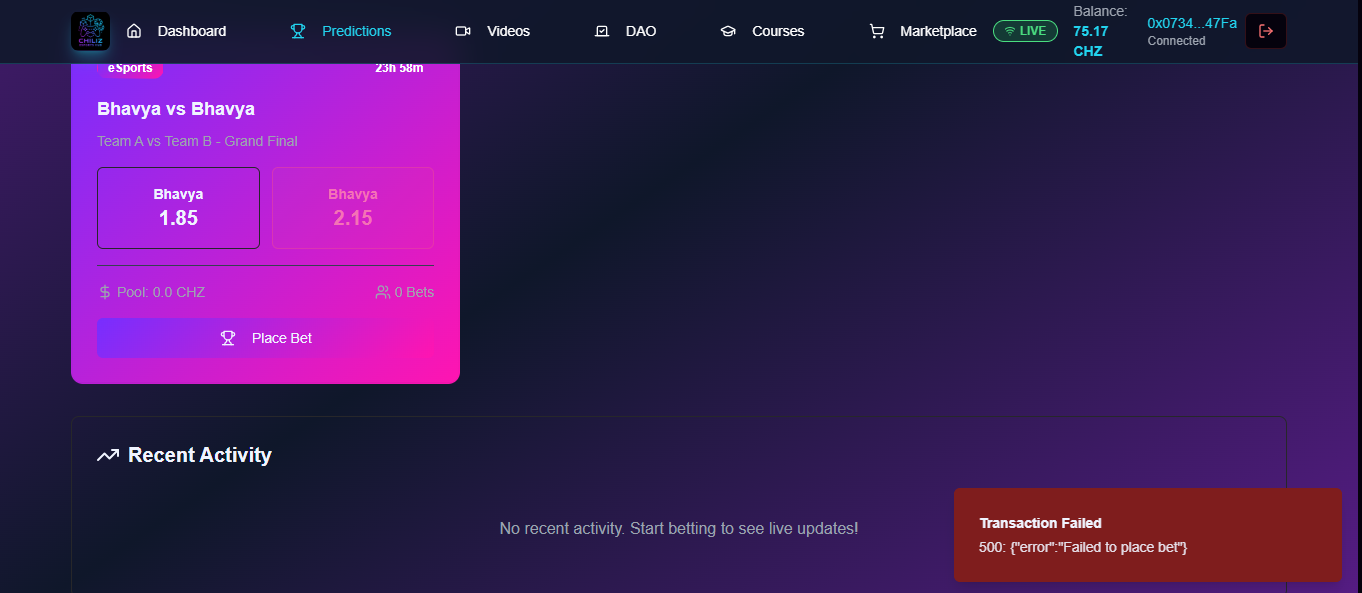 CHILIZ
Dashboard
Predictions
Videos
DAO
Courses
Marketplace
LIVE
Balance:
75.17
CHZ
0x0734...47Fa
Connected
eSports
23h 58m
Bhavya vs Bhavya
Team A vs Team B - Grand Final
Bhavya
1.85
Bhavya
2.15
Pool: 0.0 CHZ
0 Bets
Place Bet
Recent Activity
No recent activity. Start betting to see live updates!
Transaction Failed
500: {"error":"Failed to place bet"}